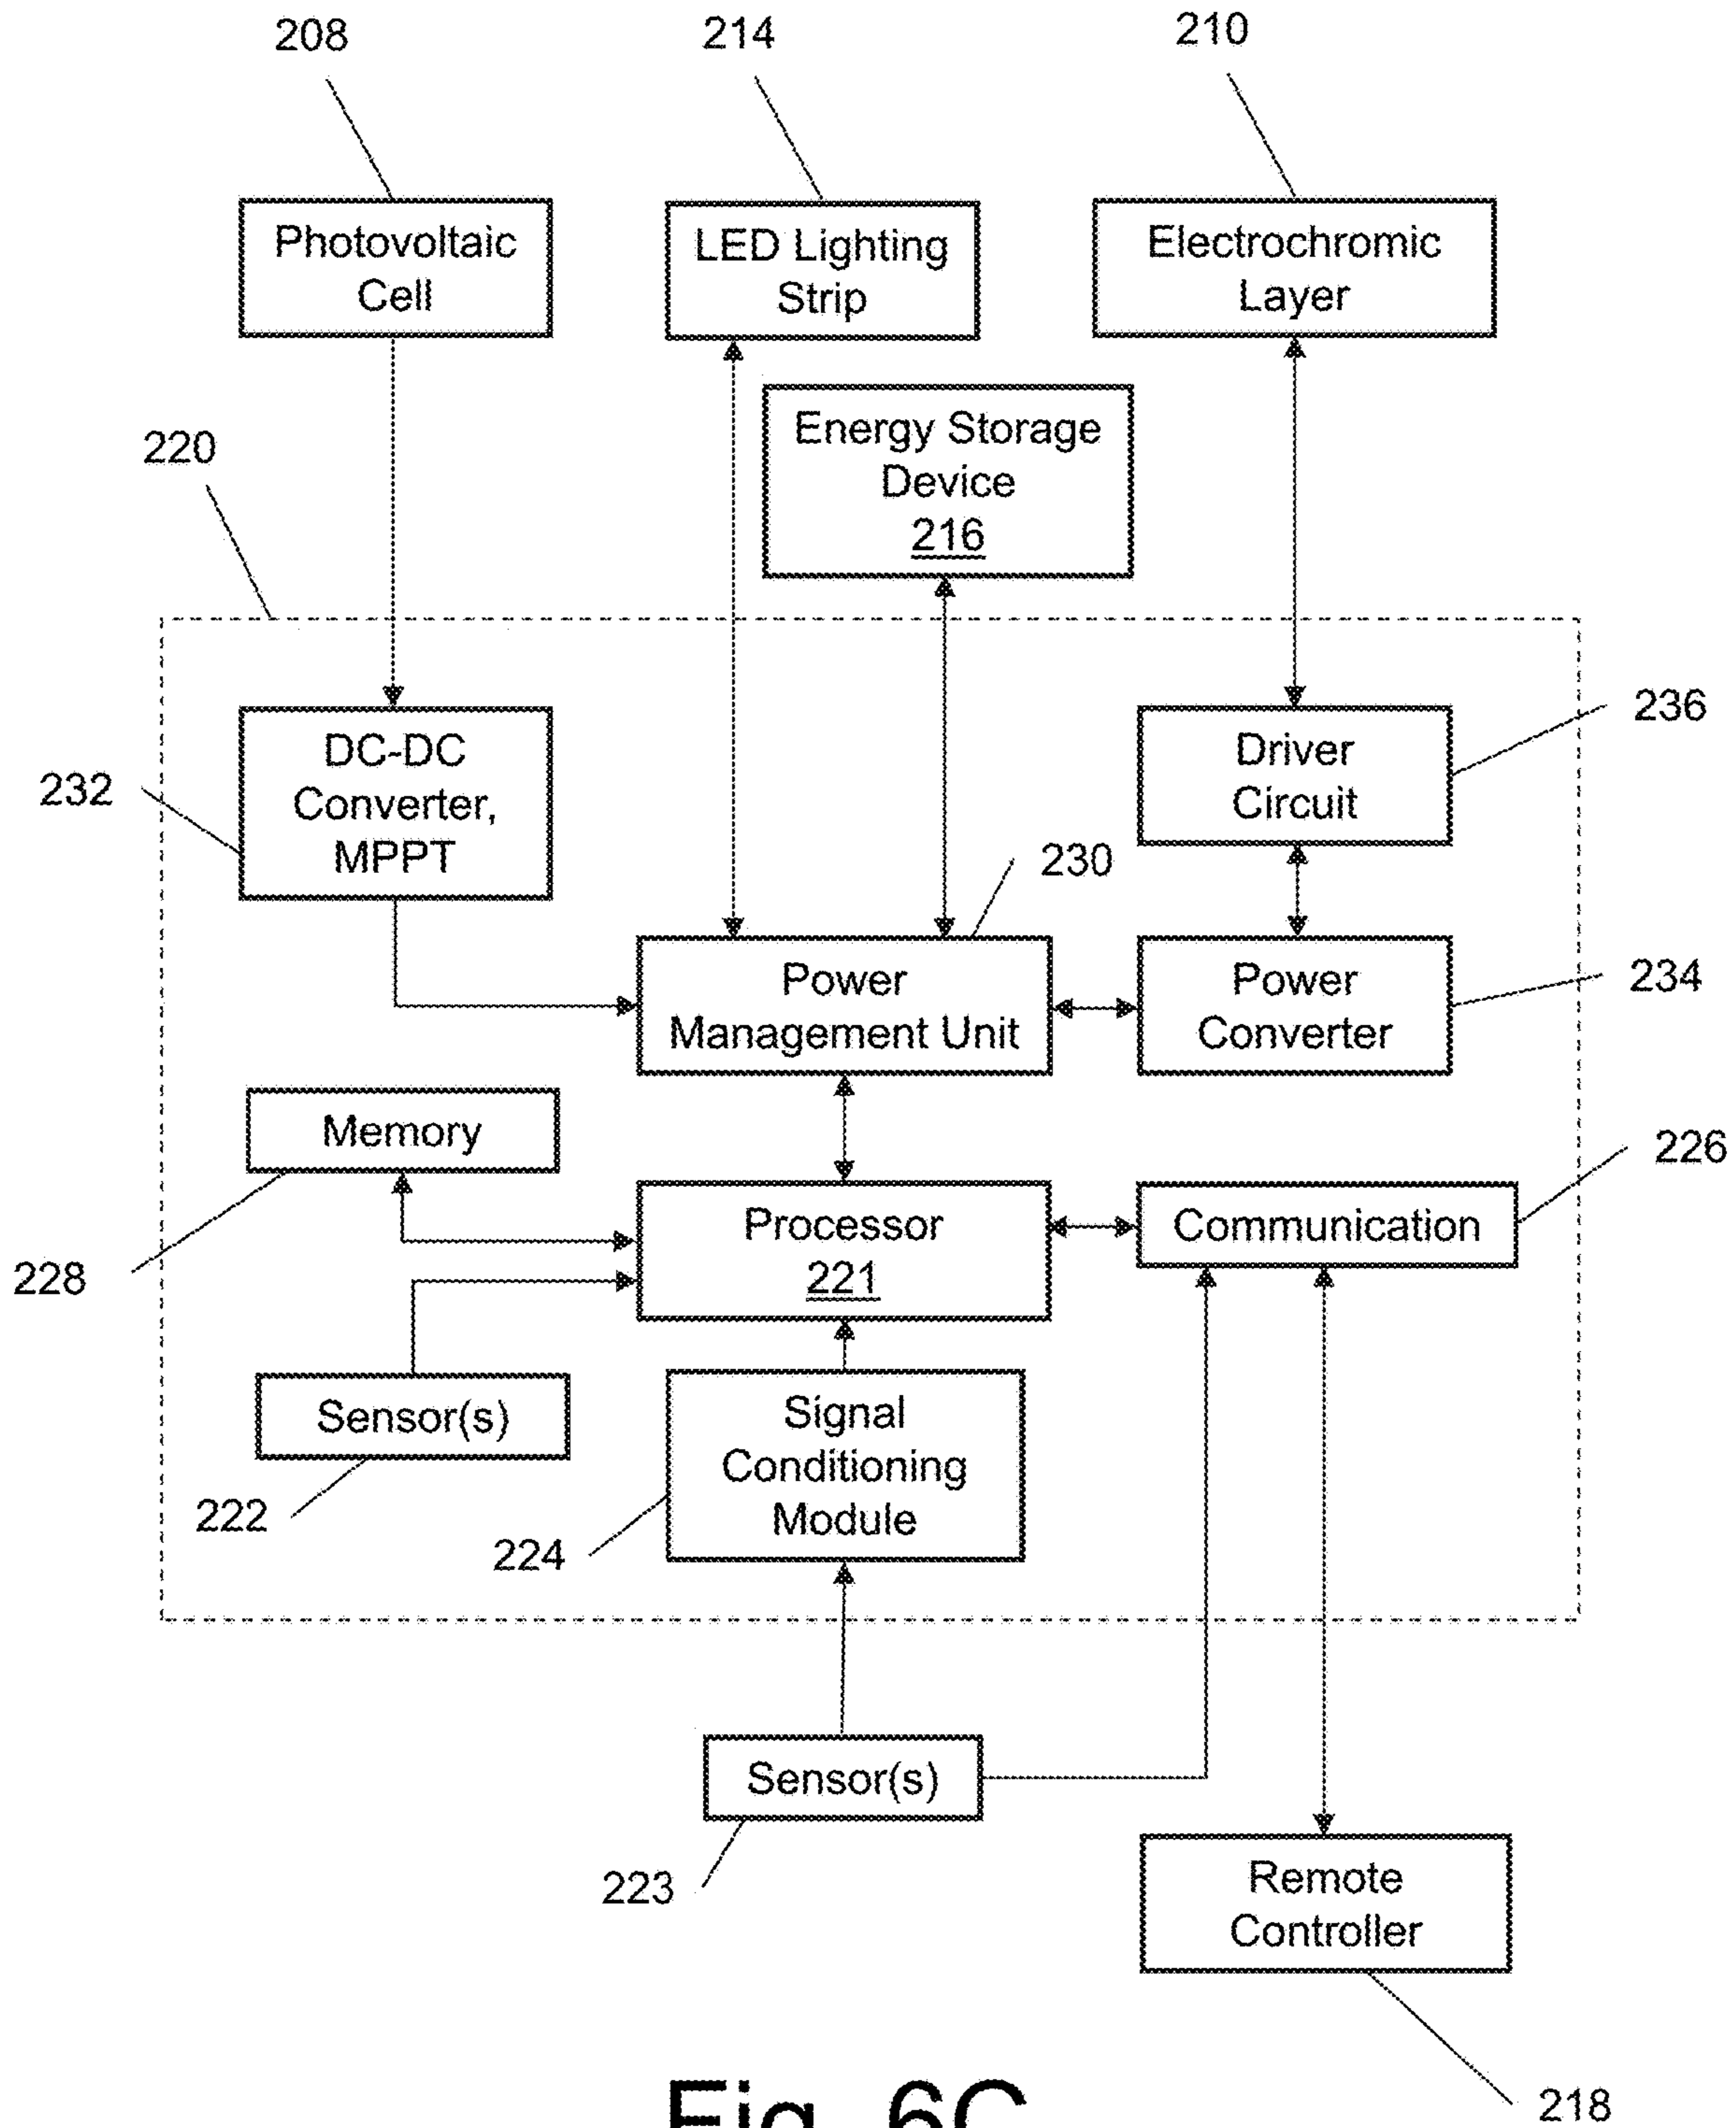 208
214
210
Photovoltaic
Cell
LED Lighting
Strip
Electrochromic
Layer
Energy Storage
Device
216
220
DC-DC
Converter,
MPPT
232
Driver
Circuit
236
230
Power
Management Unit
Power
Converter
234
Memory
228
Processor
221
Communication
226
Sensor(s)
222
Signal
Conditioning
Module
224
Sensor(s)
223
Remote
Controller
218
Fig. 6C